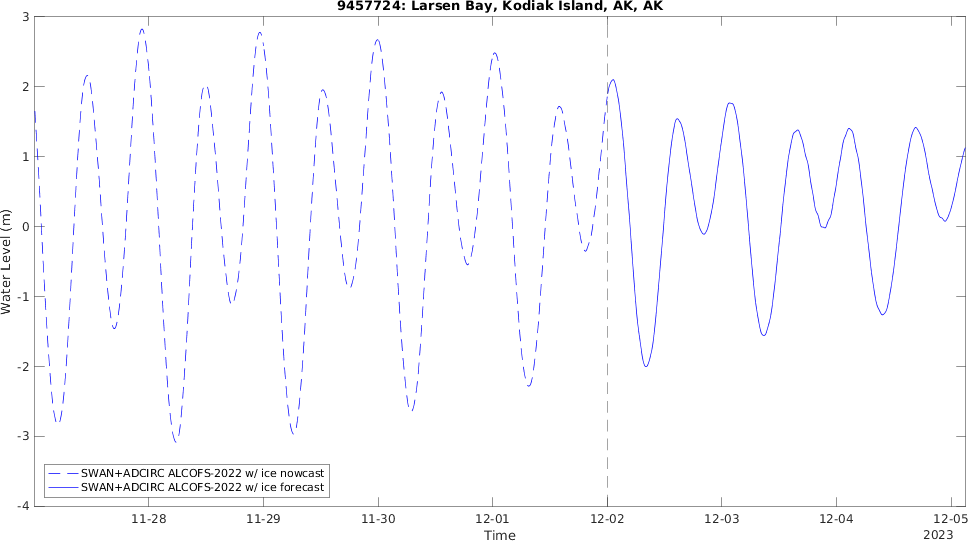 9457724: Larsen Bay, Kodiak Island, AK, AK
3
2
1
0
-1
-2
-3
-4
Water Level (m)
SWAN+ADCIRC ALCOFS-2022 w/ ice nowcast
SWAN+ADCIRC ALCOFS-2022 w/ ice forecast
11-28 11-29 11-30 12-01 12-02 12-03 12-04 12-05
Time
2023